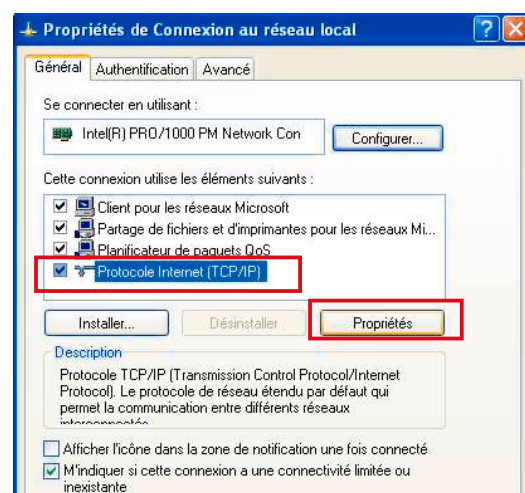 Propriétés de Connexion au réseau local
Général Authentification Avancé
Se connecter en utilisant :
Intel(R) PRO/1000 PM Network Con Configurer...
Cette connexion utilise les éléments suivants :
Client pour les réseaux Microsoft
Partage de fichiers et d'imprimantes pour les réseaux Mi...
Planificateur de paquets QoS
Protocole Internet (TCP/IP)
Installer... Désinstaller Propriétés
Description
Protocole TCP/IP (Transmission Control Protocol/Internet
Protocol). Le protocole de réseau étendu par défaut qui
permet la communication entre différents réseaux
interconnectés
Afficher l'icône dans la zone de notification une fois connecté
M'indiquer si cette connexion a une connectivité limitée ou
inexistante